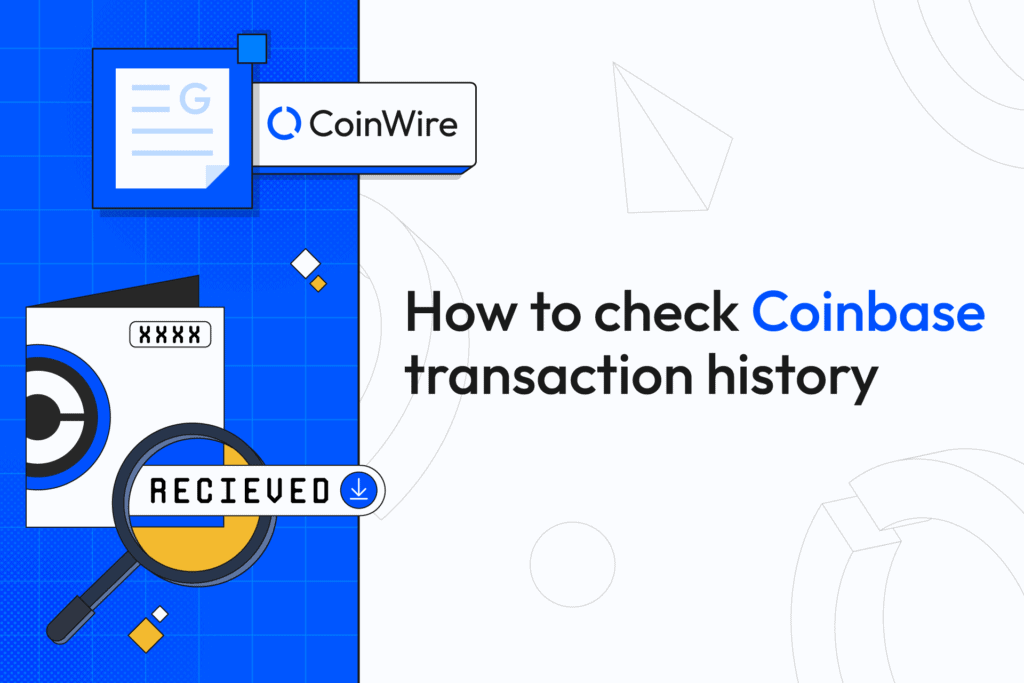 G
CoinWire
How to check Coinbase
transaction history
XXXX
RECIEVED